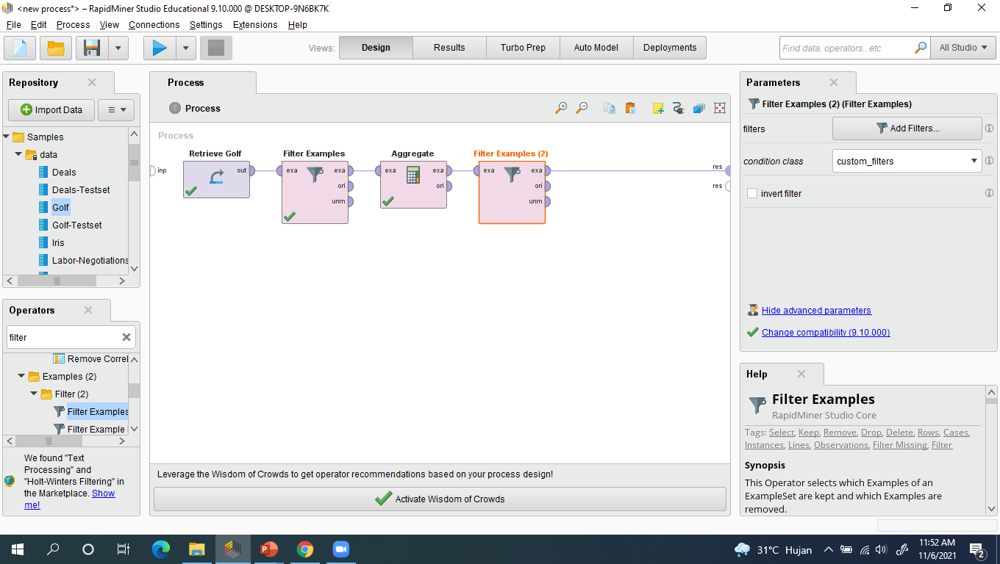 <new process*> – RapidMiner Studio Educational 9.10.000 @ DESKTOP-9N6BK7K
File Edit Process View Connections Settings Extensions Help
Views: Design Results Turbo Prep Auto Model Deployments
Find data, operators...etc
All Studio
Repository
Import Data
Samples
data
Deals
Deals-Testset
Golf
Golf-Testset
Iris
Labor-Negotiations
Operators
filter
Remove Correl
Examples (2)
Filter (2)
Filter Examples
Filter Example
We found "Text
Processing" and
"Holt-Winters Filtering" in
the Marketplace. Show
me!
Process
Process
Process
inp
Retrieve Golf
out
Filter Examples
exa exa
ori
unm
Aggregate
exa exa
ori
Filter Examples (2)
exa exa
ori
unm
res
res
Leverage the Wisdom of Crowds to get operator recommendations based on your process design!
Activate Wisdom of Crowds
Parameters
Filter Examples (2) (Filter Examples)
filters
Add Filters...
condition class
custom_filters
invert filter
Hide advanced parameters
Change compatibility (9.10.000)
Help
Filter Examples
RapidMiner Studio Core
Tags: Select, Keep, Remove, Drop, Delete, Rows, Cases,
Instances, Lines, Observations, Filter Missing, Filter
Synopsis
This Operator selects which Examples of an
ExampleSet are kept and which Examples are
removed.
31°C Hujan
11:52 AM
11/6/2021
2